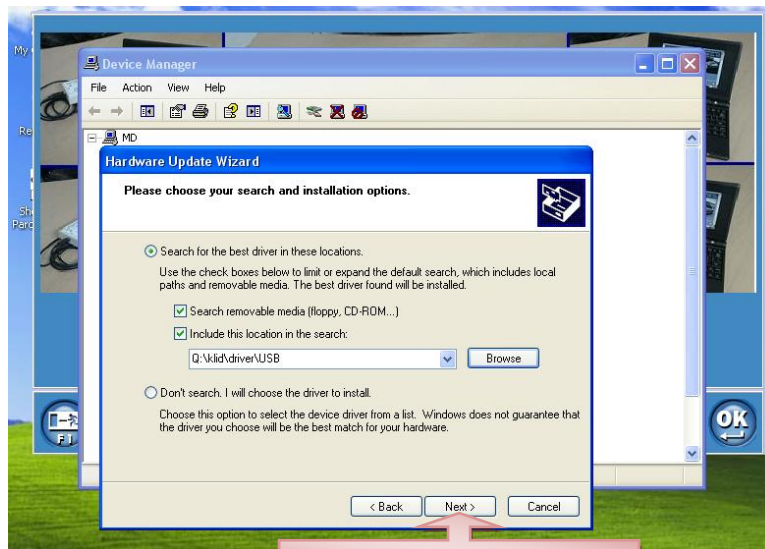 My
Re
Sh
Parc
Device Manager
File Action View Help
MD
Hardware Update Wizard
Please choose your search and installation options.
Search for the best driver in these locations.
Use the check boxes below to limit or expand the default search, which includes local
paths and removable media. The best driver found will be installed.
Search removable media (floppy, CD-ROM...)
Include this location in the search:
Q:\klid\driver\USB
Browse
Don't search. I will choose the driver to install.
Choose this option to select the device driver from a list. Windows does not guarantee that
the driver you choose will be the best match for your hardware.
F1
OK
< Back Next > Cancel